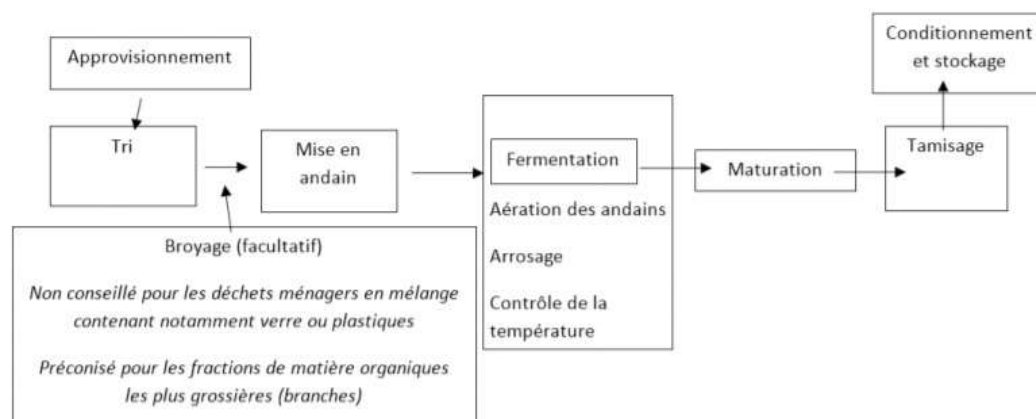 Approvisionnement
Tri
Broyage (facultatif)
Non conseillé pour les déchets ménagers en mélange
contenant notamment verre ou plastiques
Préconisé pour les fractions de matière organiques
les plus grossières (branches)
Mise en
andain
Fermentation
Aération des andains
Arrosage
Contrôle de la
température
Maturation
Tamisage
Conditionnement
et stockage